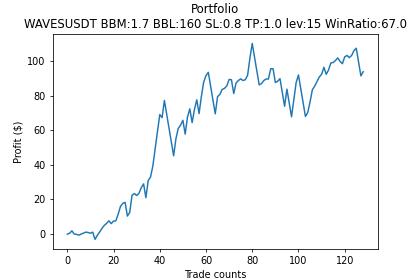 Portfolio
WAVESUSDT BBM:1.7 BBL:160 SL:0.8 TP:1.0 lev:15 WinRatio:67.0
Profit ($)
100
80
60
40
20
0
0 20 40 60 80 100 120
Trade counts